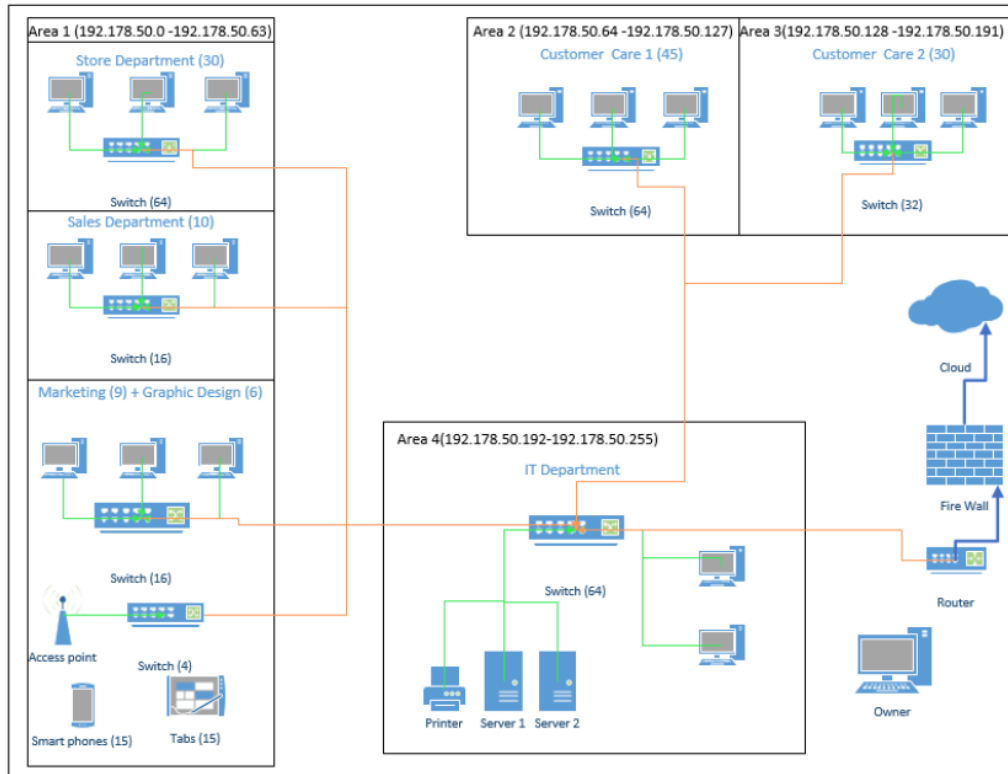 Area 1 (192.178.50.0 -192.178.50.63)
Store Department (30)
Switch (64)
Sales Department (10)
Switch (16)
Marketing (9) + Graphic Design (6)
Switch (16)
Access point
Switch (4)
Smart phones (15)
Tabs (15)
Area 2 (192.178.50.64 -192.178.50.127)
Customer Care 1 (45)
Switch (64)
Area 3(192.178.50.128 -192.178.50.191)
Customer Care 2 (30)
Switch (32)
Area 4(192.178.50.192-192.178.50.255)
IT Department
Switch (64)
Printer
Server 1
Server 2
Cloud
Fire Wall
Router
Owner